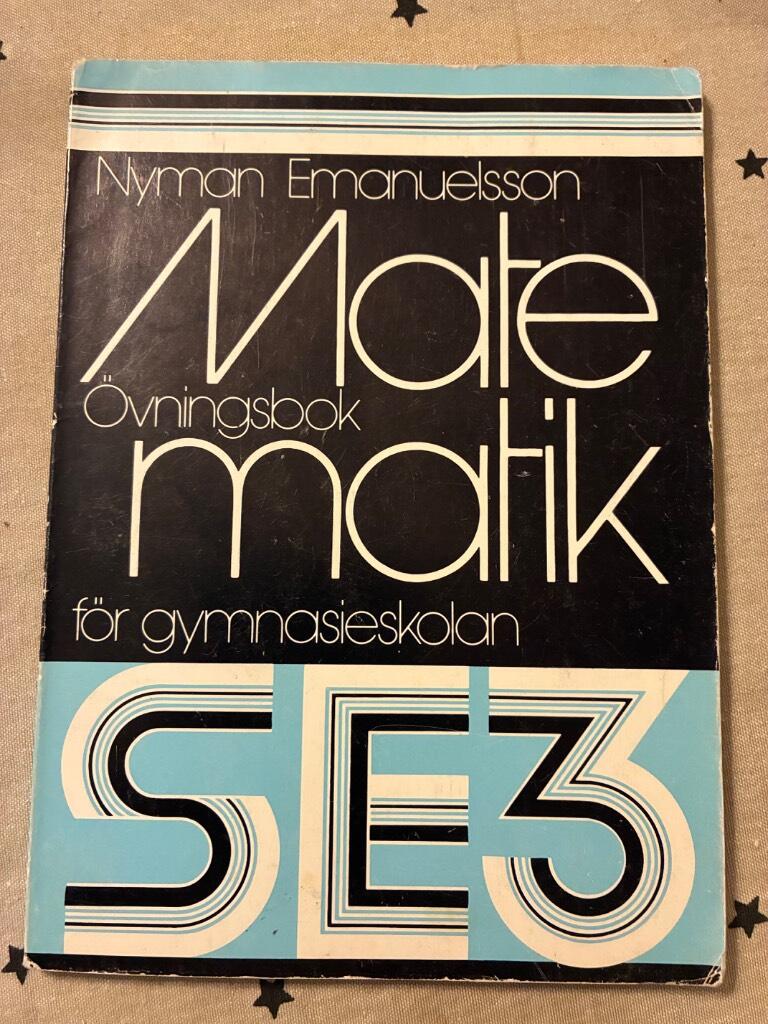 Nyman Emanuelsson
Mate
Övningsbok
matik
för gymnasieskolan
SE3